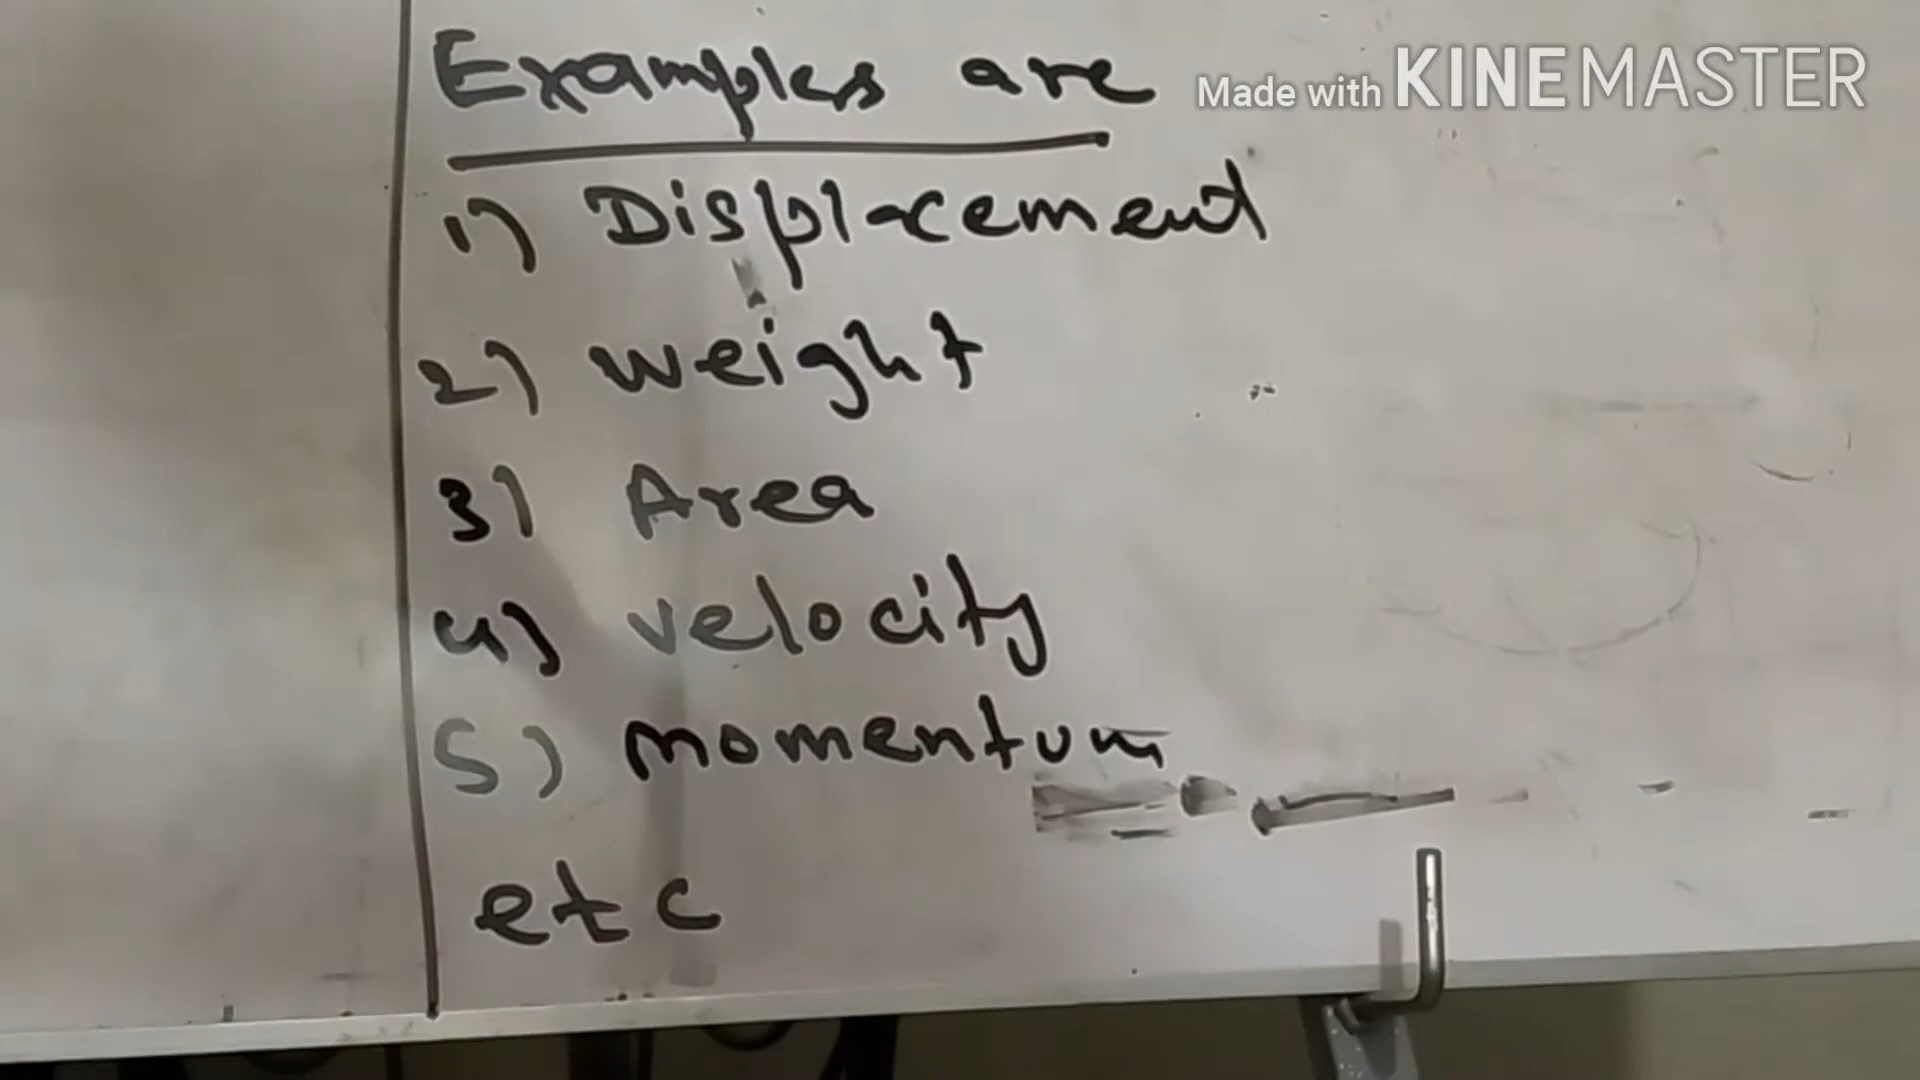 Examples are
Made with KINEMASTER
1) Displacement
2) weight
3) Area
4) velocity
5) momentum
etc